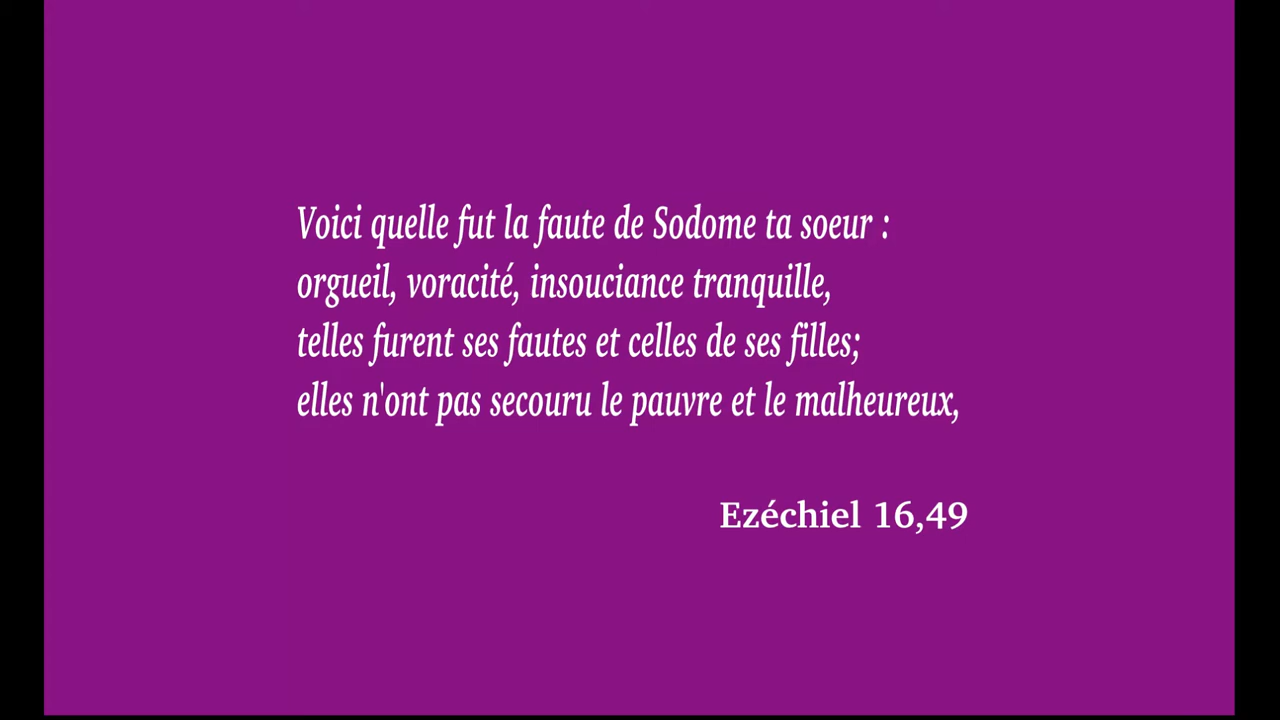 Voici quelle fut la faute de Sodome ta soeur :
orgueil, voracité, insouciance tranquille,
telles furent ses fautes et celles de ses filles;
elles n'ont pas secouru le pauvre et le malheureux,
Ezéchiel 16,49